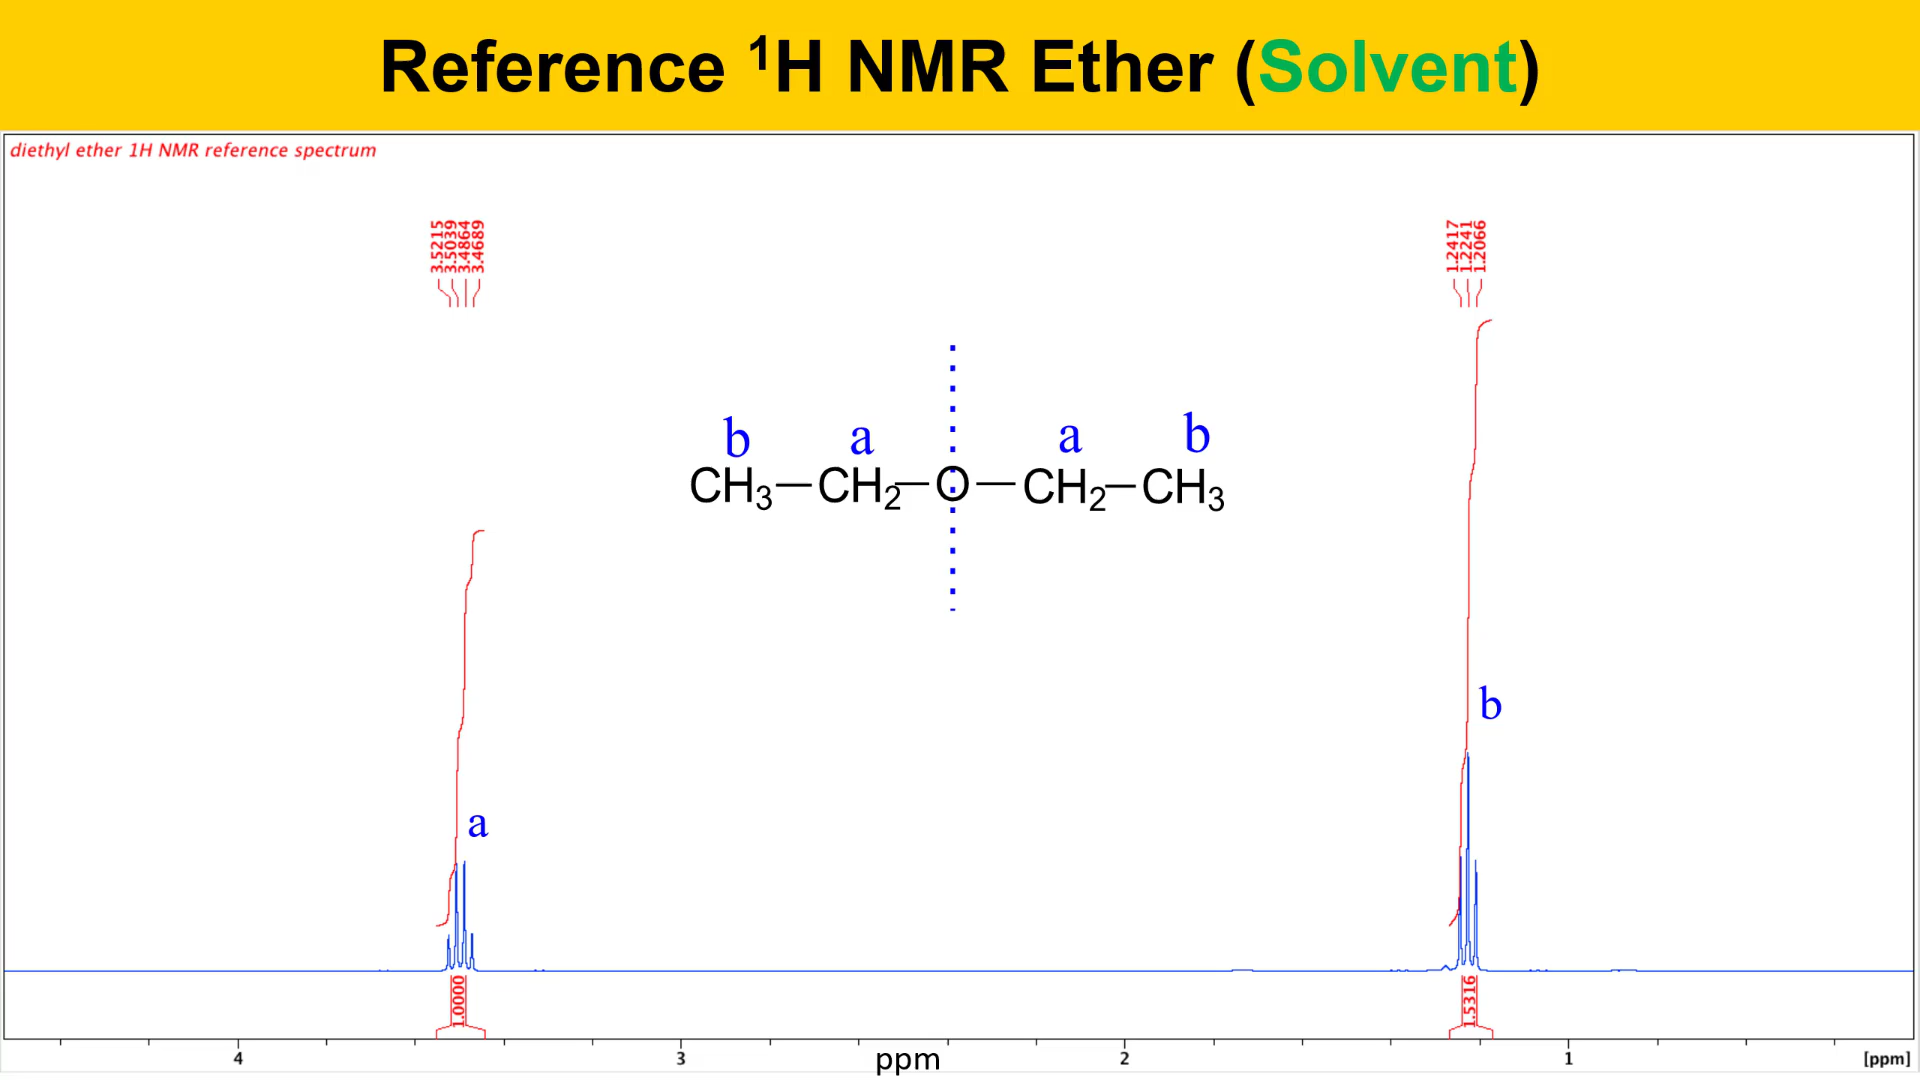 Reference ¹H NMR Ether (Solvent)
diethyl ether 1H NMR reference spectrum
3.5215
3.5039
3.4864
3.4689
1.2417
1.2241
1.2066
b a a b
CH₃—CH₂—O—CH₂—CH₃
b
a
1.0000
1.5316
4 3 2 1 [ppm]
ppm